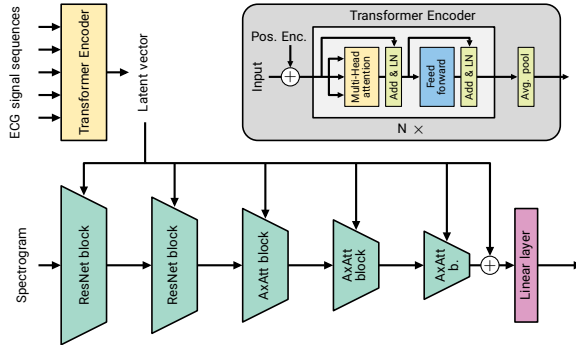 ECG signal sequences
Transformer Encoder
Latent vector
Transformer Encoder
Pos. Enc.
Input
+
Multi-Head
attention
Add & LN
Feed
forward
Add & LN
Avg. pool
N ×
Spectrogram
ResNet block
ResNet block
AxAtt block
AxAtt
block
AxAtt
b.
+
Linear layer